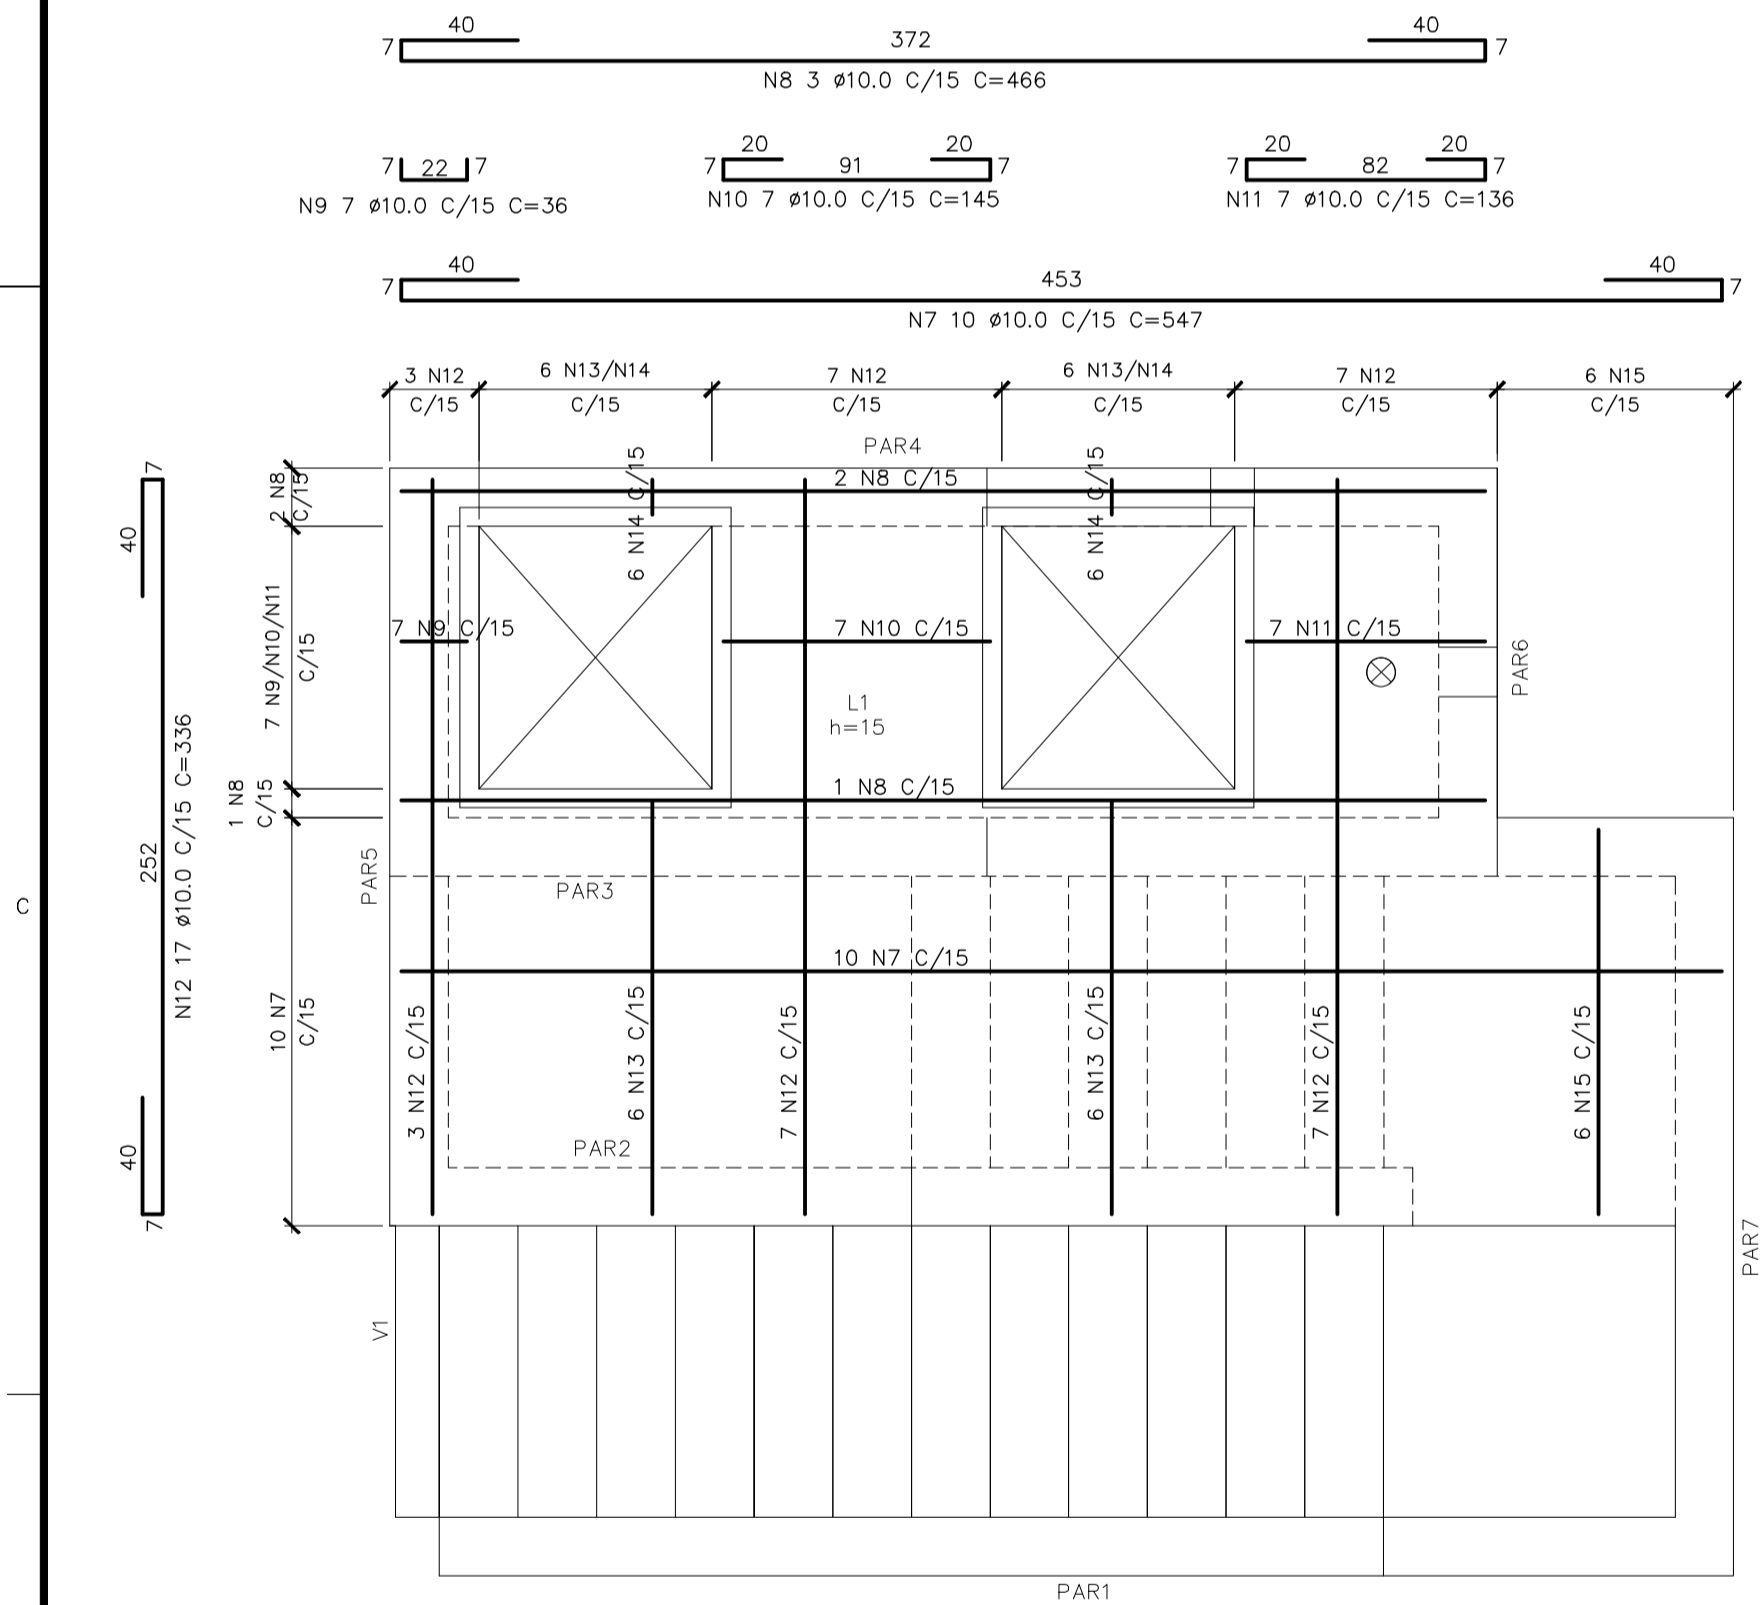 40
40
7
372
7
N8 3 ø10.0 C/15 C=466
20
20
20
20
7
22
7
7
91
7
7
82
7
N9 7 ø10.0 C/15 C=36
N10 7 ø10.0 C/15 C=145
N11 7 ø10.0 C/15 C=136
40
40
7
453
7
N7 10 ø10.0 C/15 C=547
3 N12
C/15
6 N13/N14
C/15
7 N12
C/15
6 N13/N14
C/15
7 N12
C/15
6 N15
C/15
PAR4
7
40
252
40
7
N12 17 ø10.0 C/15 C=336
2 N8
C/15
7 N9/N10/N11
C/15
1 N8
C/15
10 N7
C/15
2 N8 C/15
6 N14 C/15
6 N14 C/15
7 N9 C/15
7 N10 C/15
7 N11 C/15
PAR6
L1
h=15
1 N8 C/15
PAR5
PAR3
C
10 N7 C/15
3 N12 C/15
6 N13 C/15
7 N12 C/15
6 N13 C/15
7 N12 C/15
6 N15 C/15
PAR2
PAR7
V1
PAR1